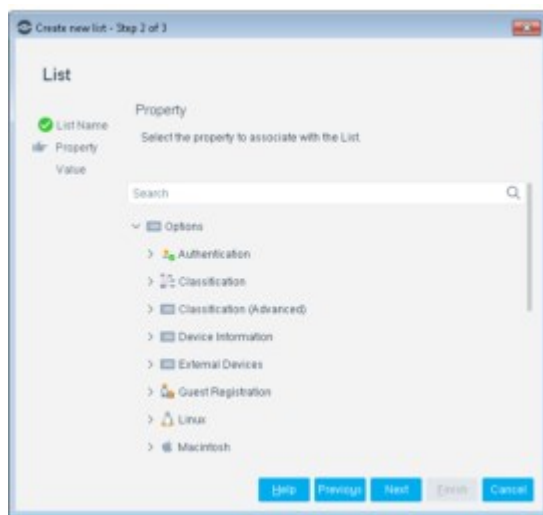 Create new list - Step 2 of 3
List
List Name
Property
Value
Property
Select the property to associate with the List.
Search
Options
Authentication
Classification
Classification (Advanced)
Device Information
External Devices
Guest Registration
Linux
Macintosh
Help Previous Next Finish Cancel